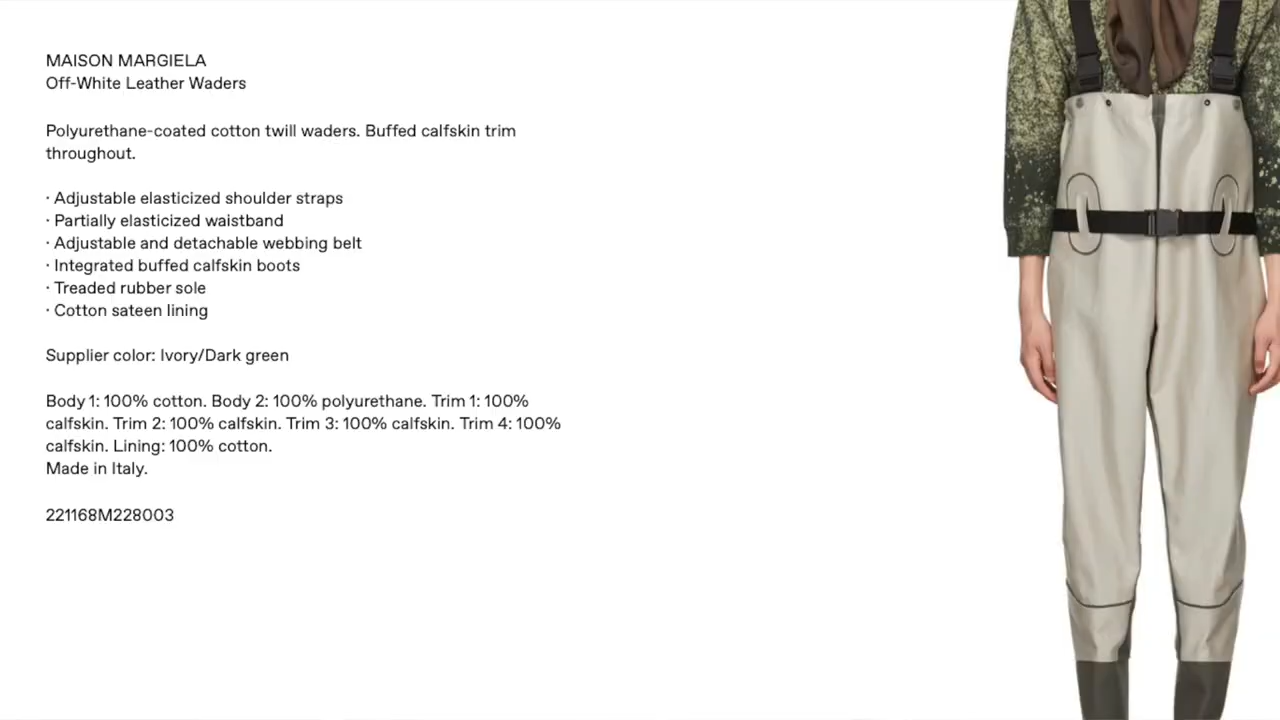 MAISON MARGIELA
Off-White Leather Waders
Polyurethane-coated cotton twill waders. Buffed calfskin trim
throughout.
· Adjustable elasticized shoulder straps
· Partially elasticized waistband
· Adjustable and detachable webbing belt
· Integrated buffed calfskin boots
· Treaded rubber sole
· Cotton sateen lining
Supplier color: Ivory/Dark green
Body 1: 100% cotton. Body 2: 100% polyurethane. Trim 1: 100%
calfskin. Trim 2: 100% calfskin. Trim 3: 100% calfskin. Trim 4: 100%
calfskin. Lining: 100% cotton.
Made in Italy.
221168M228003